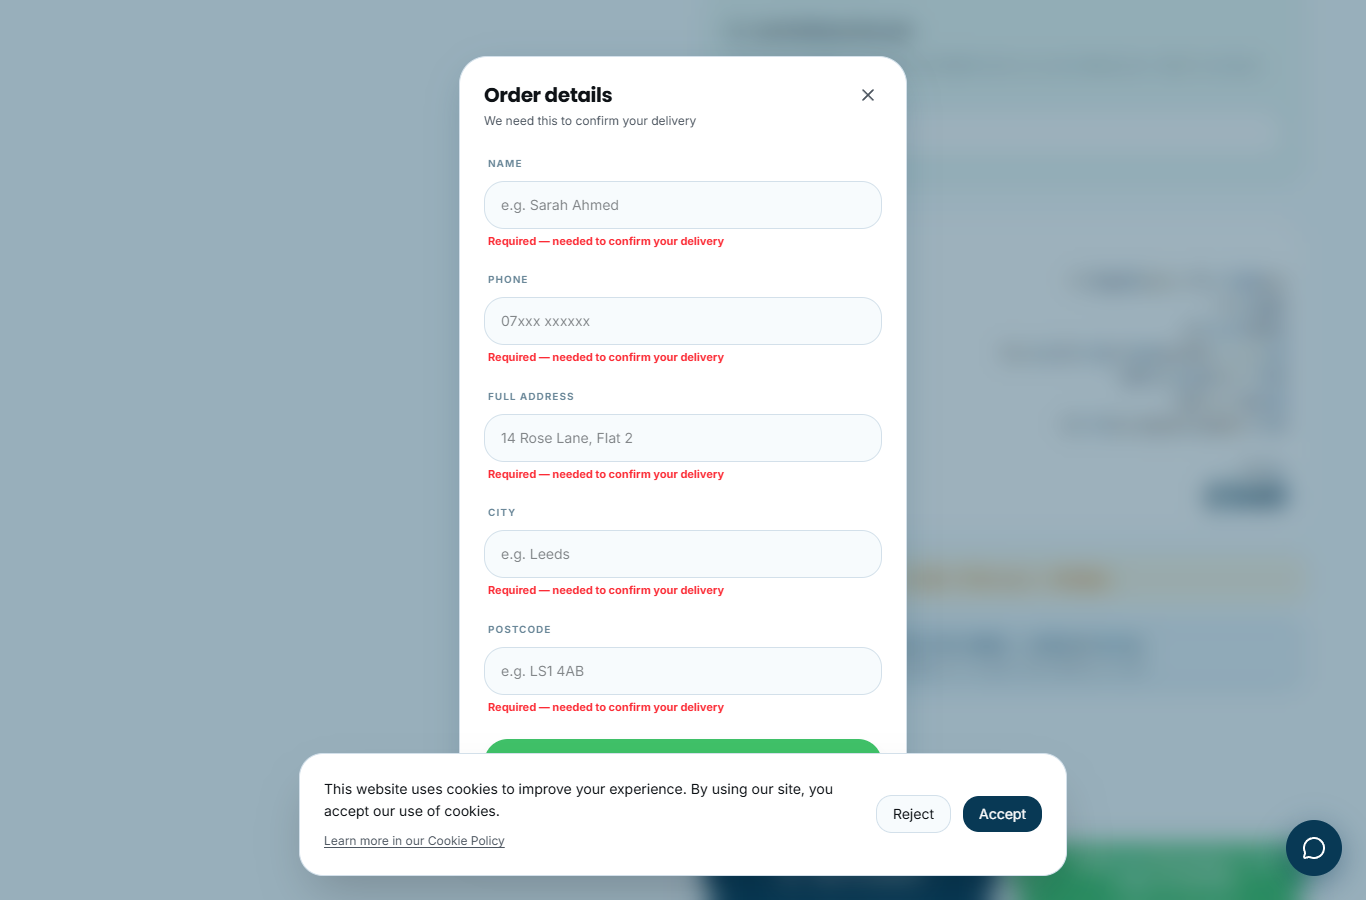 Order details
We need this to confirm your delivery
NAME
e.g. Sarah Ahmed
Required — needed to confirm your delivery
PHONE
07xxx xxxxxx
Required — needed to confirm your delivery
FULL ADDRESS
14 Rose Lane, Flat 2
Required — needed to confirm your delivery
CITY
e.g. Leeds
Required — needed to confirm your delivery
POSTCODE
e.g. LS1 4AB
Required — needed to confirm your delivery
This website uses cookies to improve your experience. By using our site, you
accept our use of cookies.
Learn more in our Cookie Policy
Reject
Accept